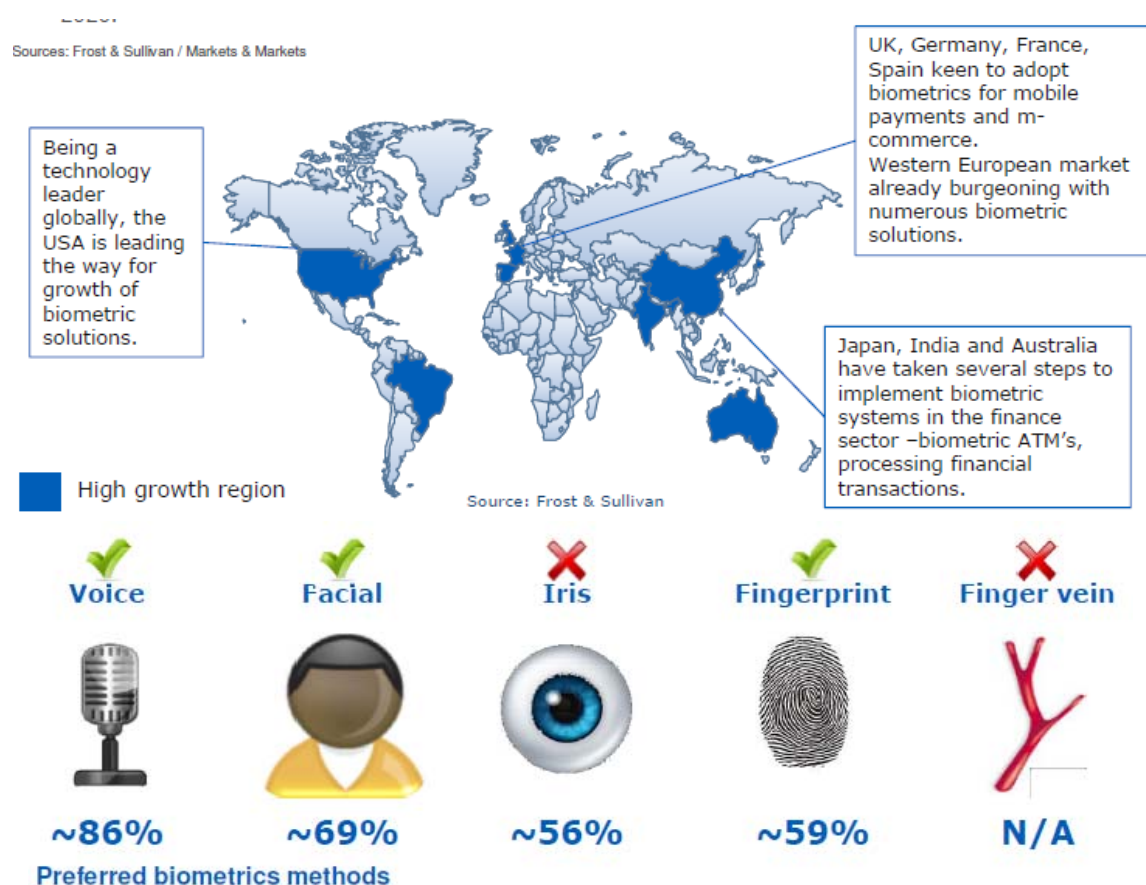 Sources: Frost & Sullivan / Markets & Markets
UK, Germany, France,
Spain keen to adopt
biometrics for mobile
payments and m-
commerce.
Western European market
already burgeoning with
numerous biometric
solutions.
Being a
technology
leader
globally, the
USA is leading
the way for
growth of
biometric
solutions.
Japan, India and Australia
have taken several steps to
implement biometric
systems in the finance
sector –biometric ATM's,
processing financial
transactions.
High growth region
Source: Frost & Sullivan
Voice
Facial
Iris
Fingerprint
Finger vein
~86%
~69%
~56%
~59%
N/A
Preferred biometrics methods